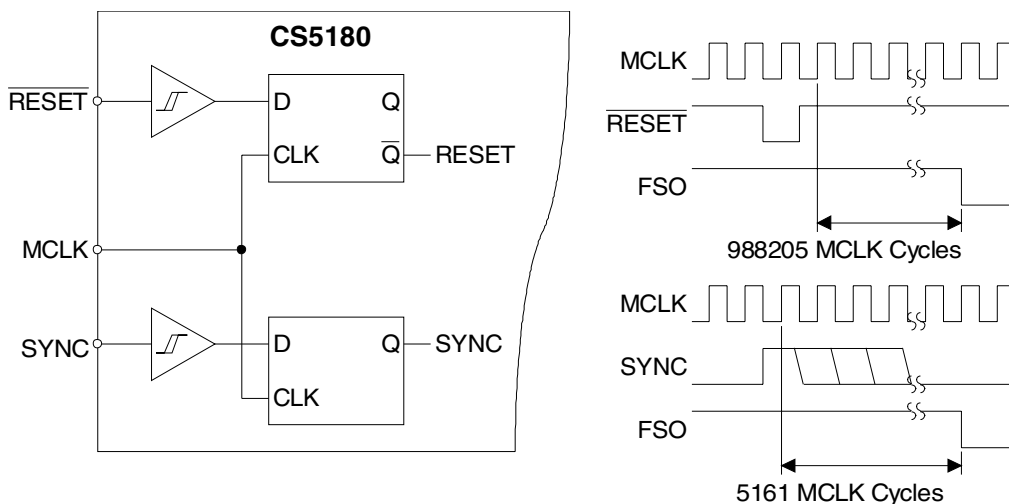 CS5180
RESET
D
Q
CLK
Q
RESET
MCLK
SYNC
D
Q
SYNC
CLK
MCLK
RESET
FSO
988205 MCLK Cycles
MCLK
SYNC
FSO
5161 MCLK Cycles